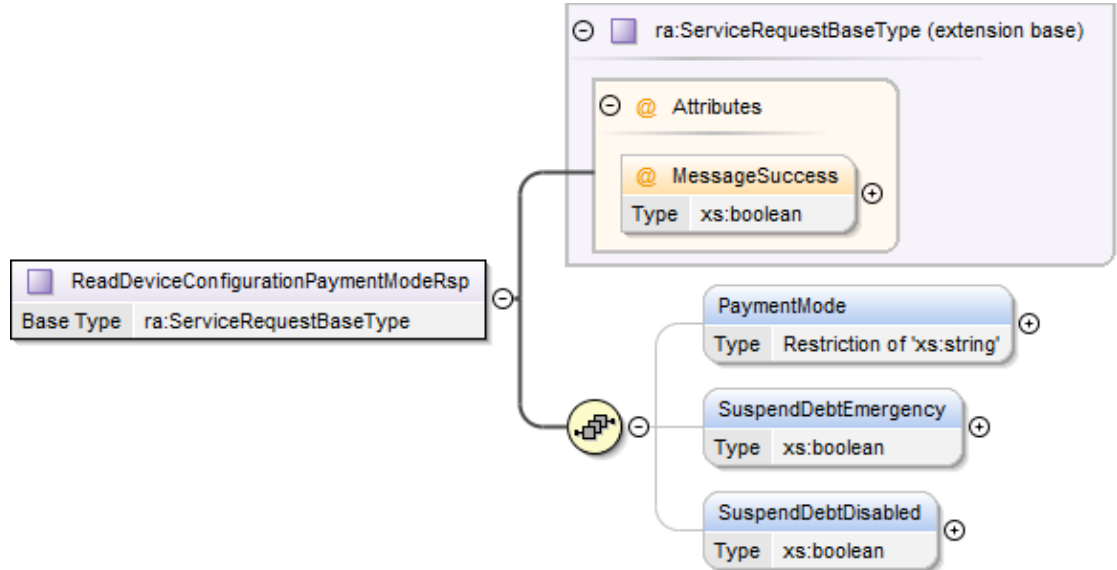 ra:ServiceRequestBaseType (extension base)
@ Attributes
@ MessageSuccess
Type xs:boolean
ReadDeviceConfigurationPaymentModeRsp
Base Type ra:ServiceRequestBaseType
PaymentMode
Type Restriction of 'xs:string'
SuspendDebtEmergency
Type xs:boolean
SuspendDebtDisabled
Type xs:boolean